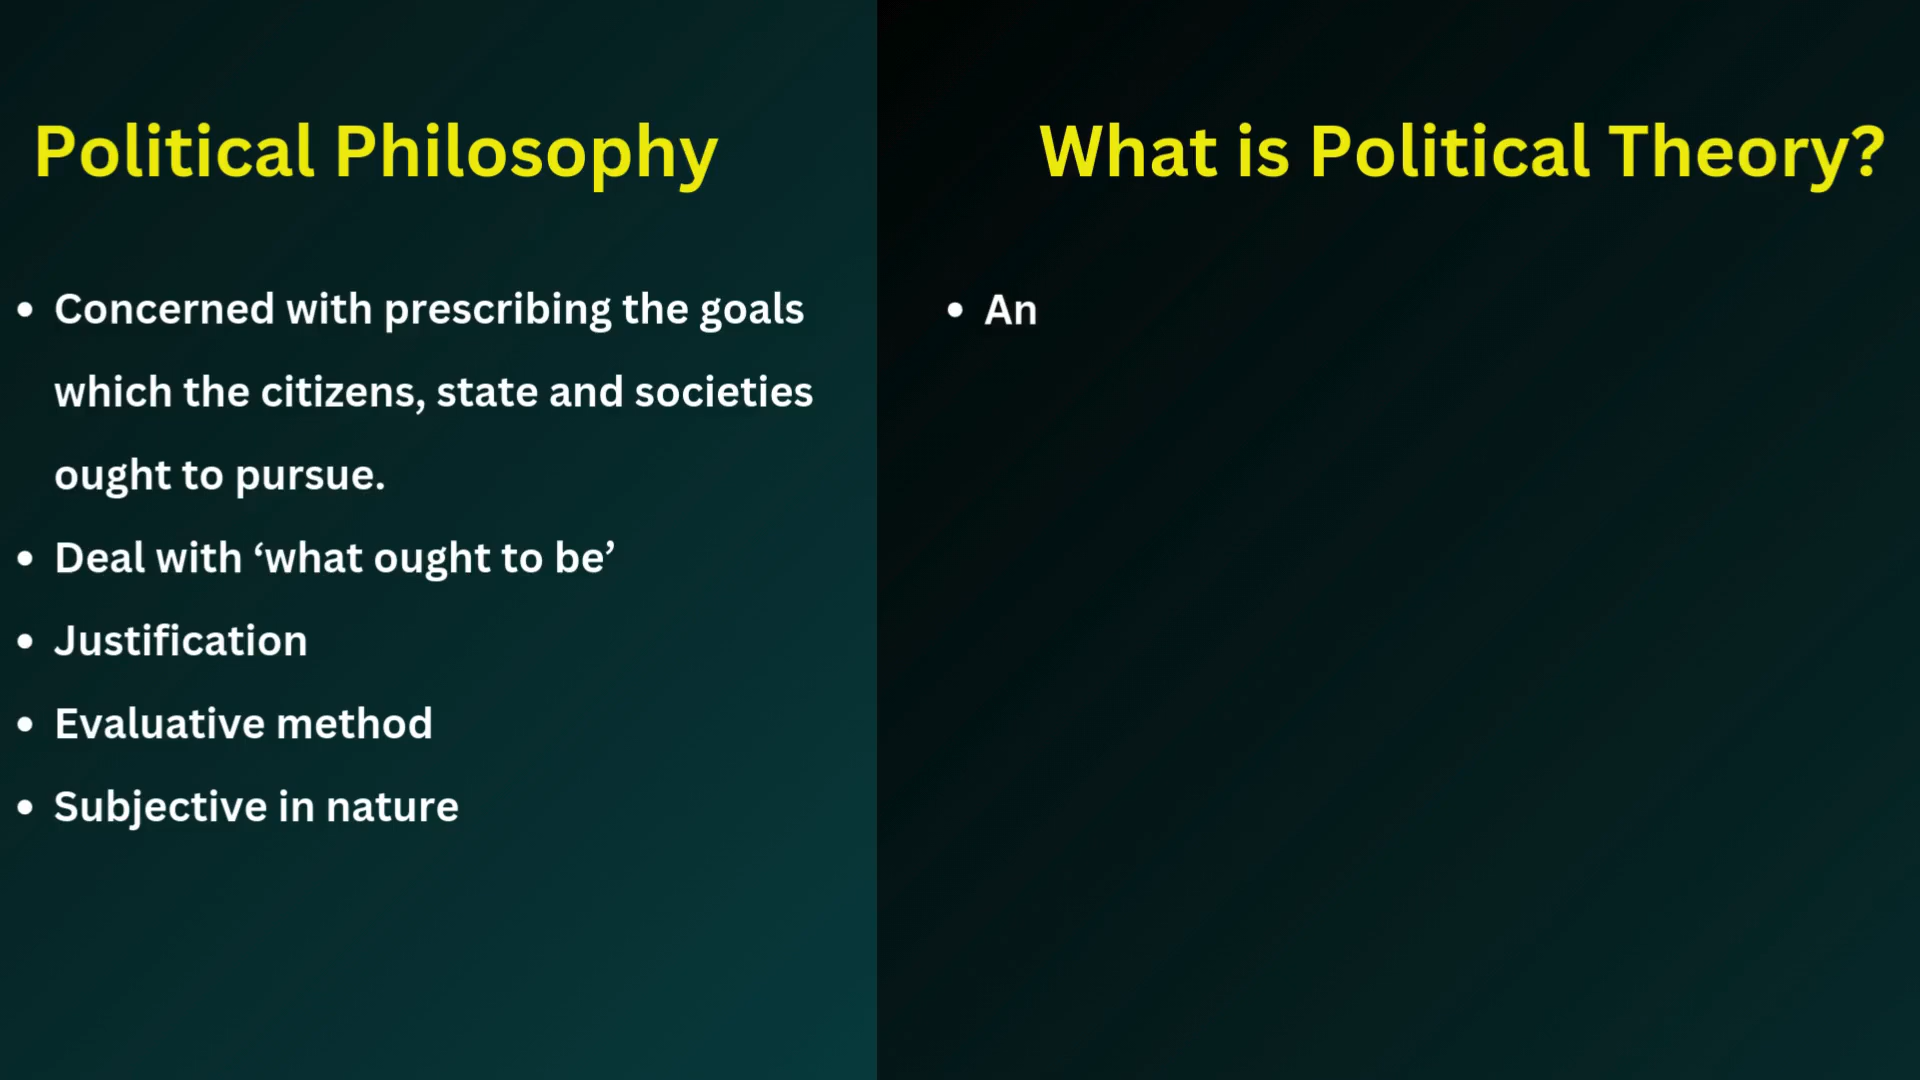 Political Philosophy
• Concerned with prescribing the goals
which the citizens, state and societies
ought to pursue.
• Deal with ‘what ought to be’
• Justification
• Evaluative method
• Subjective in nature
What is Political Theory?
• An